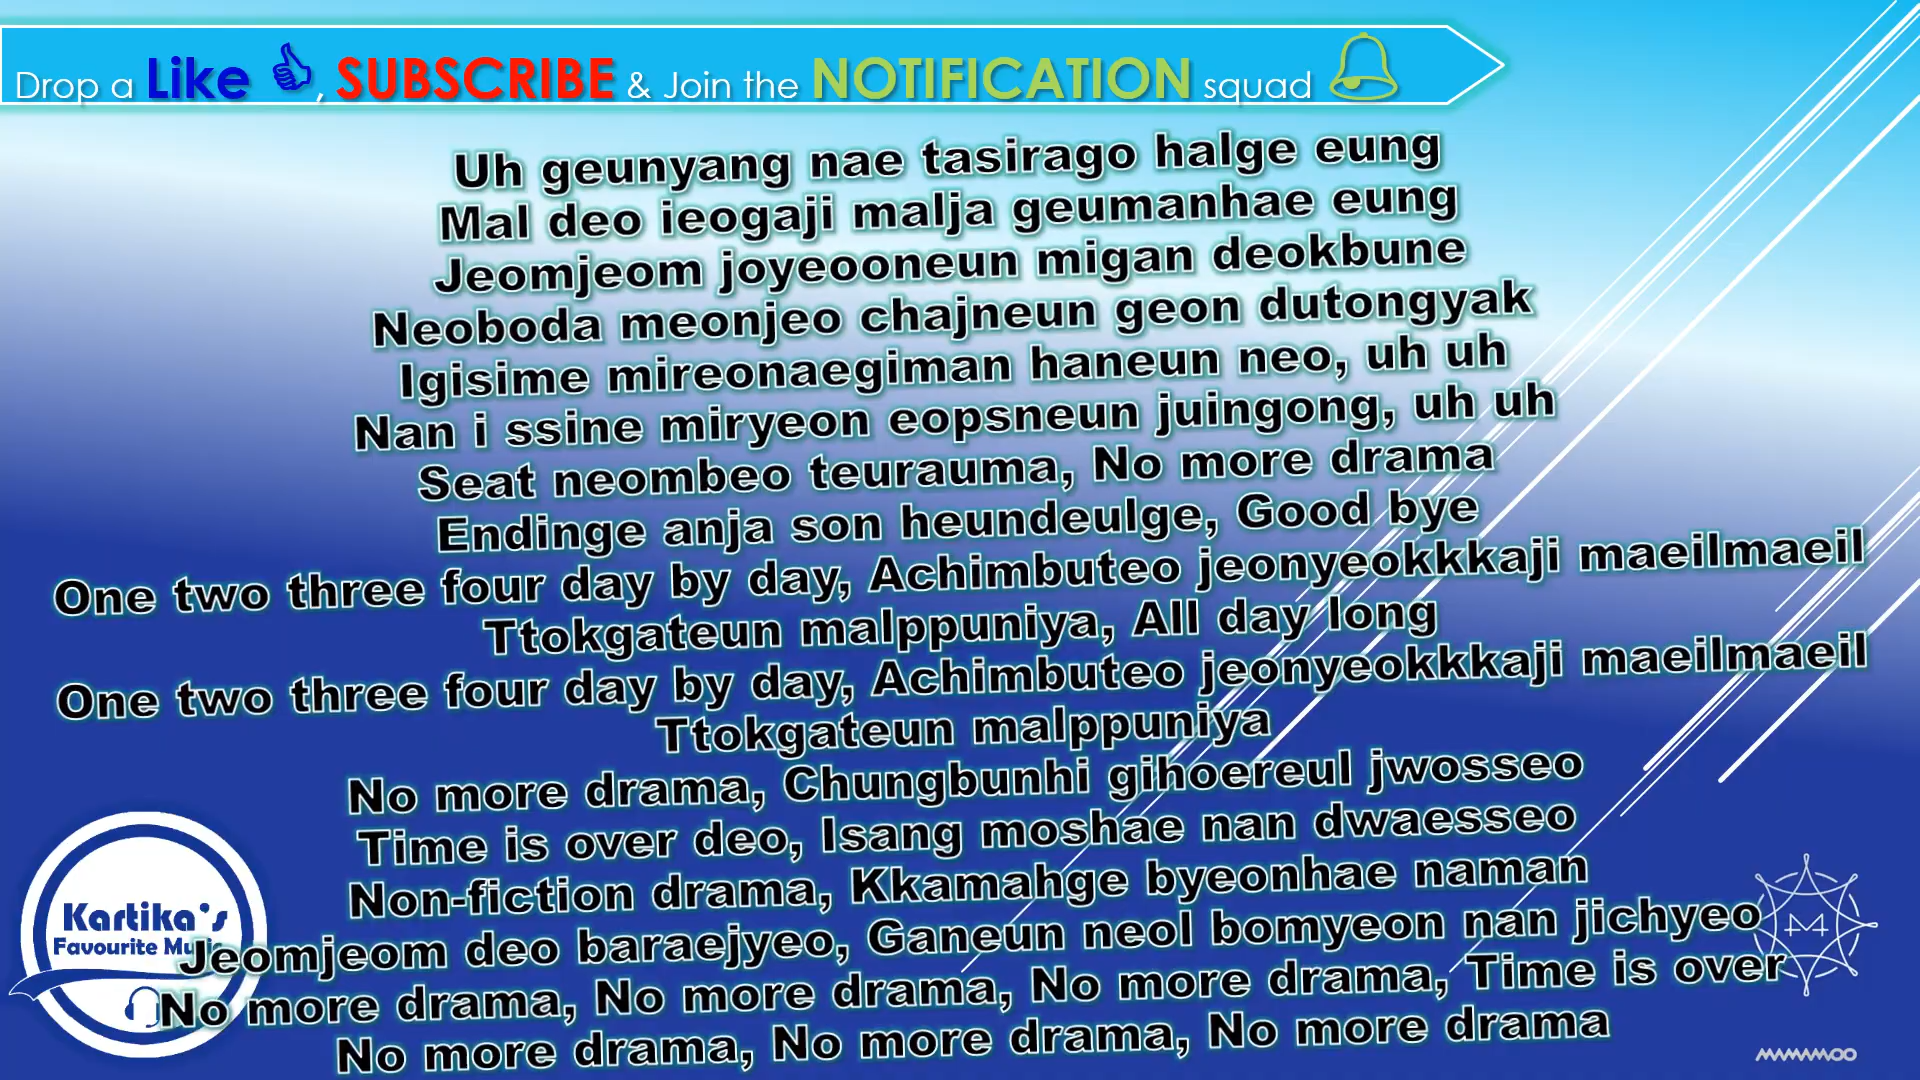 Drop a Like, SUBSCRIBE & Join the NOTIFICATION squad
Uh geunyang nae tasirago halge eung
Mal deo ieogaji malja geumanhae eung
Jeomjeom joyeooneun migan deokbune
Neoboda meonjeo chajneun geon dutongyak
Igisime mireonaegiman haneun neo, uh uh
Nan i ssine miryeon eopsneun juingong, uh uh
Seat neombeo teurauma, No more drama
Endinge anja son heundeulge, Good bye
One two three four day by day, Achimbuteo jeonyeokkkaji maeilmaeil
Ttokgateun malppuniya, All day long
One two three four day by day, Achimbuteo jeonyeokkkaji maeilmaeil
Ttokgateun malppuniya
No more drama, Chungbunhi gihoereul jwosseo
Time is over deo, Isang moshae nan dwaesseo
Non-fiction drama, Kkamahge byeonhae naman
Jeomjeom deo baraejyeo, Ganeun neol bomyeon nan jichyeo
No more drama, No more drama, No more drama, Time is over
No more drama, No more drama, No more drama
Kartika's
Favourite Music
M
MAMAMOO